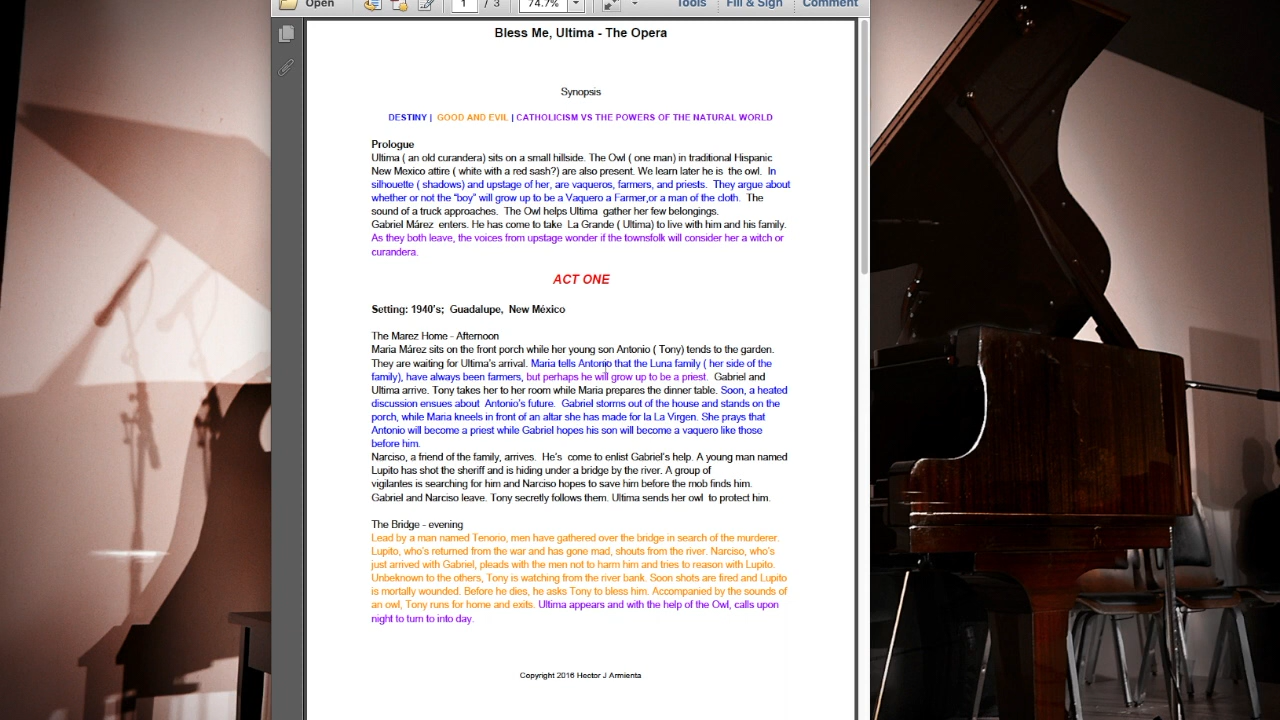 Open 1 / 3 74.7% Tools Fill & Sign Comment
Bless Me, Ultima - The Opera
Synopsis
DESTINY | GOOD AND EVIL | CATHOLICISM VS THE POWERS OF THE NATURAL WORLD
Prologue
Ultima ( an old curandera) sits on a small hillside. The Owl ( one man) in traditional Hispanic
New Mexico attire ( white with a red sash?) are also present. We learn later he is the owl. In
silhouette ( shadows) and upstage of her, are vaqueros, farmers, and priests. They argue about
whether or not the “boy” will grow up to be a Vaquero a Farmer,or a man of the cloth. The
sound of a truck approaches. The Owl helps Ultima gather her few belongings.
Gabriel Márez enters. He has come to take La Grande ( Ultima) to live with him and his family.
As they both leave, the voices from upstage wonder if the townsfolk will consider her a witch or
curandera.
ACT ONE
Setting: 1940's; Guadalupe, New México
The Marez Home - Afternoon
Maria Márez sits on the front porch while her young son Antonio ( Tony) tends to the garden.
They are waiting for Ultima's arrival. Maria tells Antonio that the Luna family ( her side of the
family), have always been farmers, but perhaps he will grow up to be a priest. Gabriel and
Ultima arrive. Tony takes her to her room while Maria prepares the dinner table. Soon, a heated
discussion ensues about Antonio's future. Gabriel storms out of the house and stands on the
porch, while Maria kneels in front of an altar she has made for la La Virgen. She prays that
Antonio will become a priest while Gabriel hopes his son will become a vaquero like those
before him.
Narciso, a friend of the family, arrives. He's come to enlist Gabriel's help. A young man named
Lupito has shot the sheriff and is hiding under a bridge by the river. A group of
vigilantes is searching for him and Narciso hopes to save him before the mob finds him.
Gabriel and Narciso leave. Tony secretly follows them. Ultima sends her owl to protect him.
The Bridge - evening
Lead by a man named Tenorio, men have gathered over the bridge in search of the murderer.
Lupito, who's returned from the war and has gone mad, shouts from the river. Narciso, who's
just arrived with Gabriel, pleads with the men not to harm him and tries to reason with Lupito.
Unbeknown to the others, Tony is watching from the river bank. Soon shots are fired and Lupito
is mortally wounded. Before he dies, he asks Tony to bless him. Accompanied by the sounds of
an owl, Tony runs for home and exits. Ultima appears and with the help of the Owl, calls upon
night to turn to into day.
Copyright 2016 Hector J Armienta